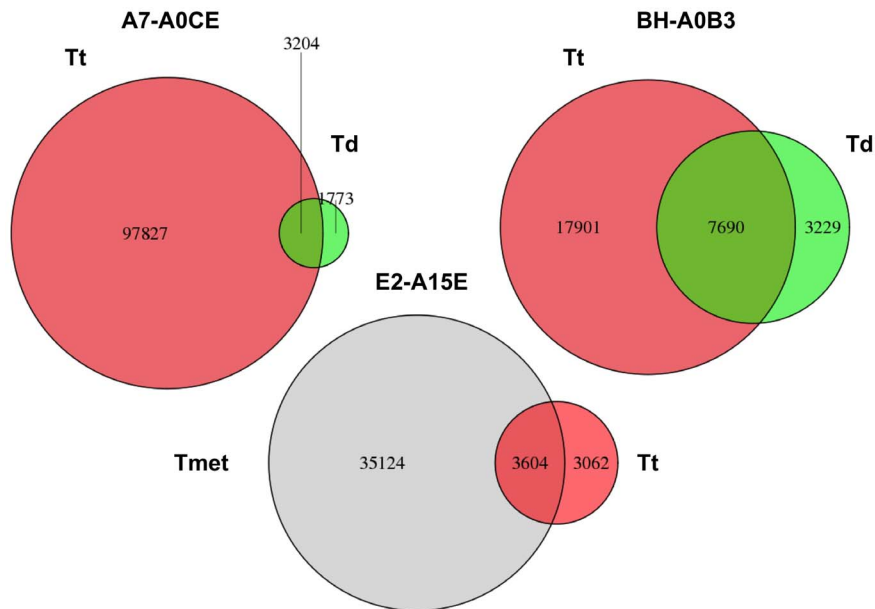 A7-A0CE
3204
Tt
Td
1773
97827
BH-A0B3
Tt
Td
17901
7690
3229
E2-A15E
Tmet
35124
3604
3062
Tt